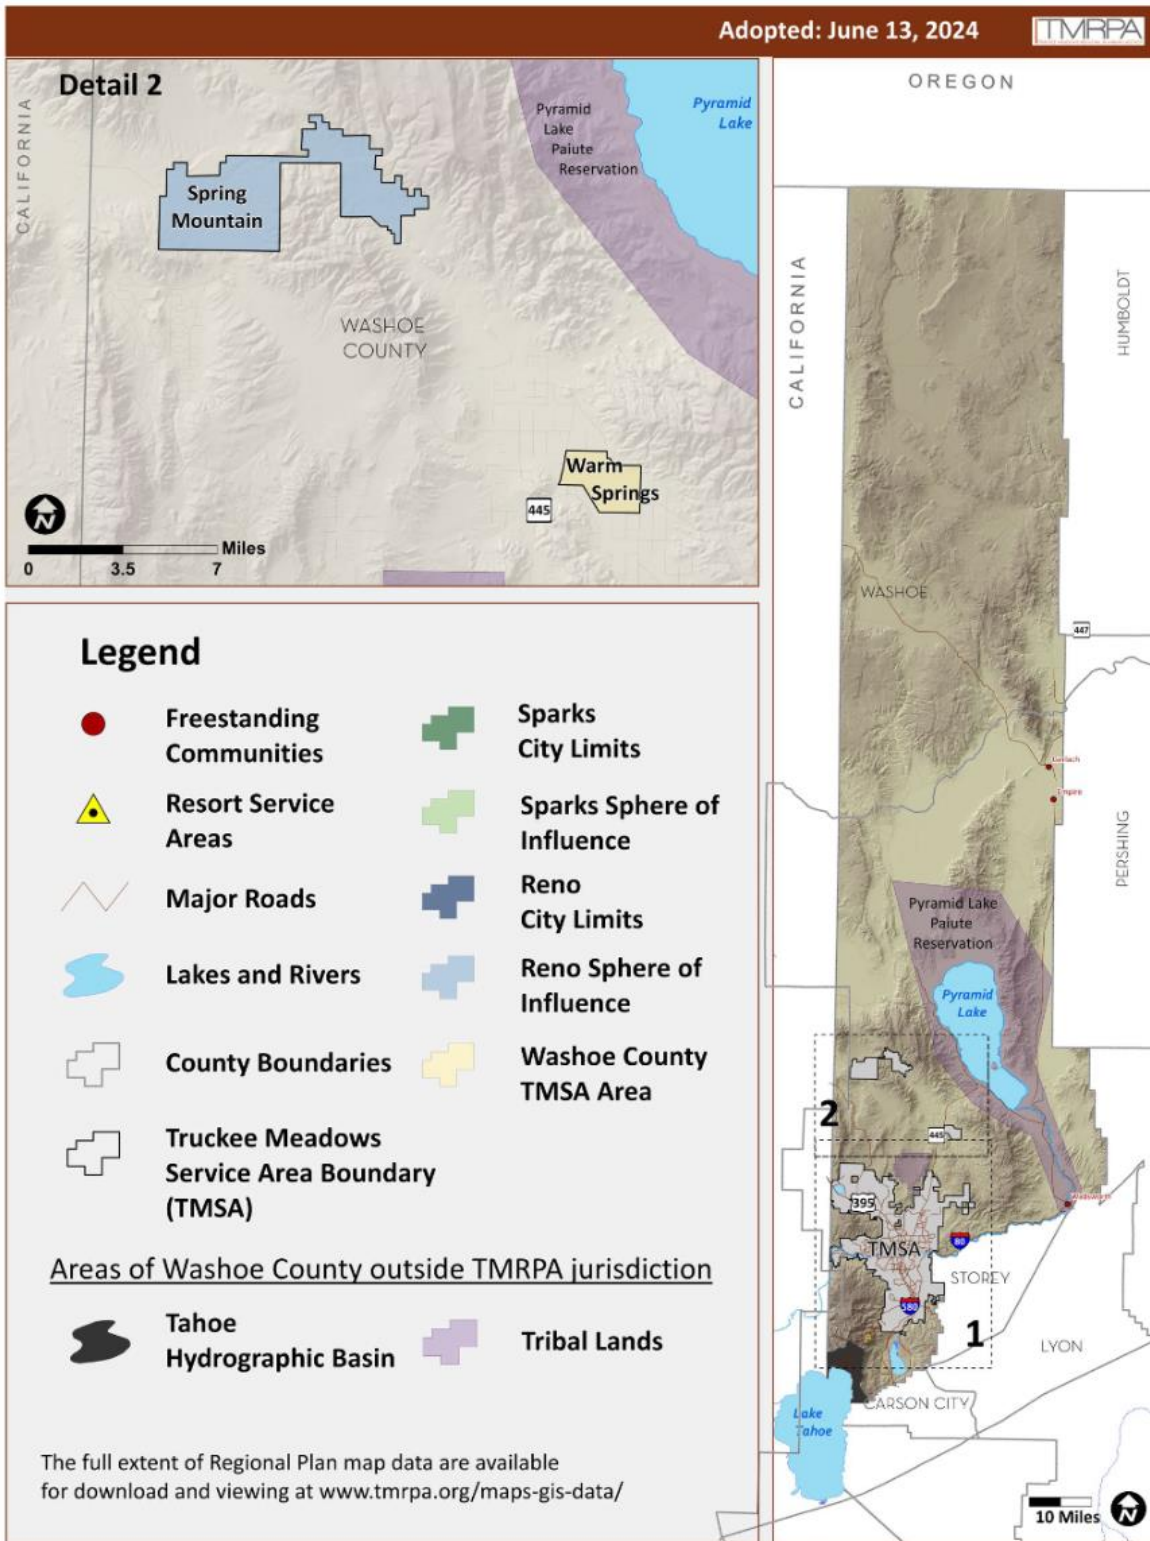 Adopted: June 13, 2024
TMRPA
Detail 2
CALIFORNIA
Pyramid
Lake
Paiute
Reservation
Pyramid
Lake
Spring
Mountain
WASHOE
COUNTY
Warm
Springs
445
N
Miles
0 3.5 7
Legend
Freestanding
Communities
Resort Service
Areas
Major Roads
Lakes and Rivers
County Boundaries
Truckee Meadows
Service Area Boundary
(TMSA)
Sparks
City Limits
Sparks Sphere of
Influence
Reno
City Limits
Reno Sphere of
Influence
Washoe County
TMSA Area
Areas of Washoe County outside TMRPA jurisdiction
Tahoe
Hydrographic Basin
Tribal Lands
The full extent of Regional Plan map data are available
for download and viewing at www.tmrpa.org/maps-gis-data/
OREGON
CALIFORNIA
HUMBOLDT
WASHOE
447
Gerlach
Empire
PERSHING
Pyramid Lake
Paiute
Reservation
Pyramid
Lake
2
445
395
Wadsworth
TMSA
80
STOREY
580
1
LYON
CARSON CITY
Lake
Tahoe
10 Miles
N